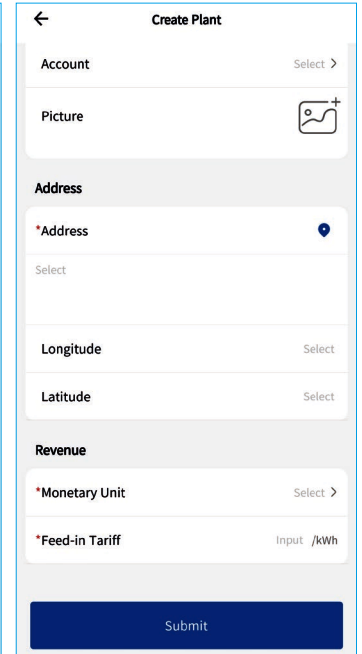 Create Plant
Account Select >
Picture
Address
*Address
Select
Longitude Select
Latitude Select
Revenue
*Monetary Unit Select >
*Feed-in Tariff Input /kWh
Submit